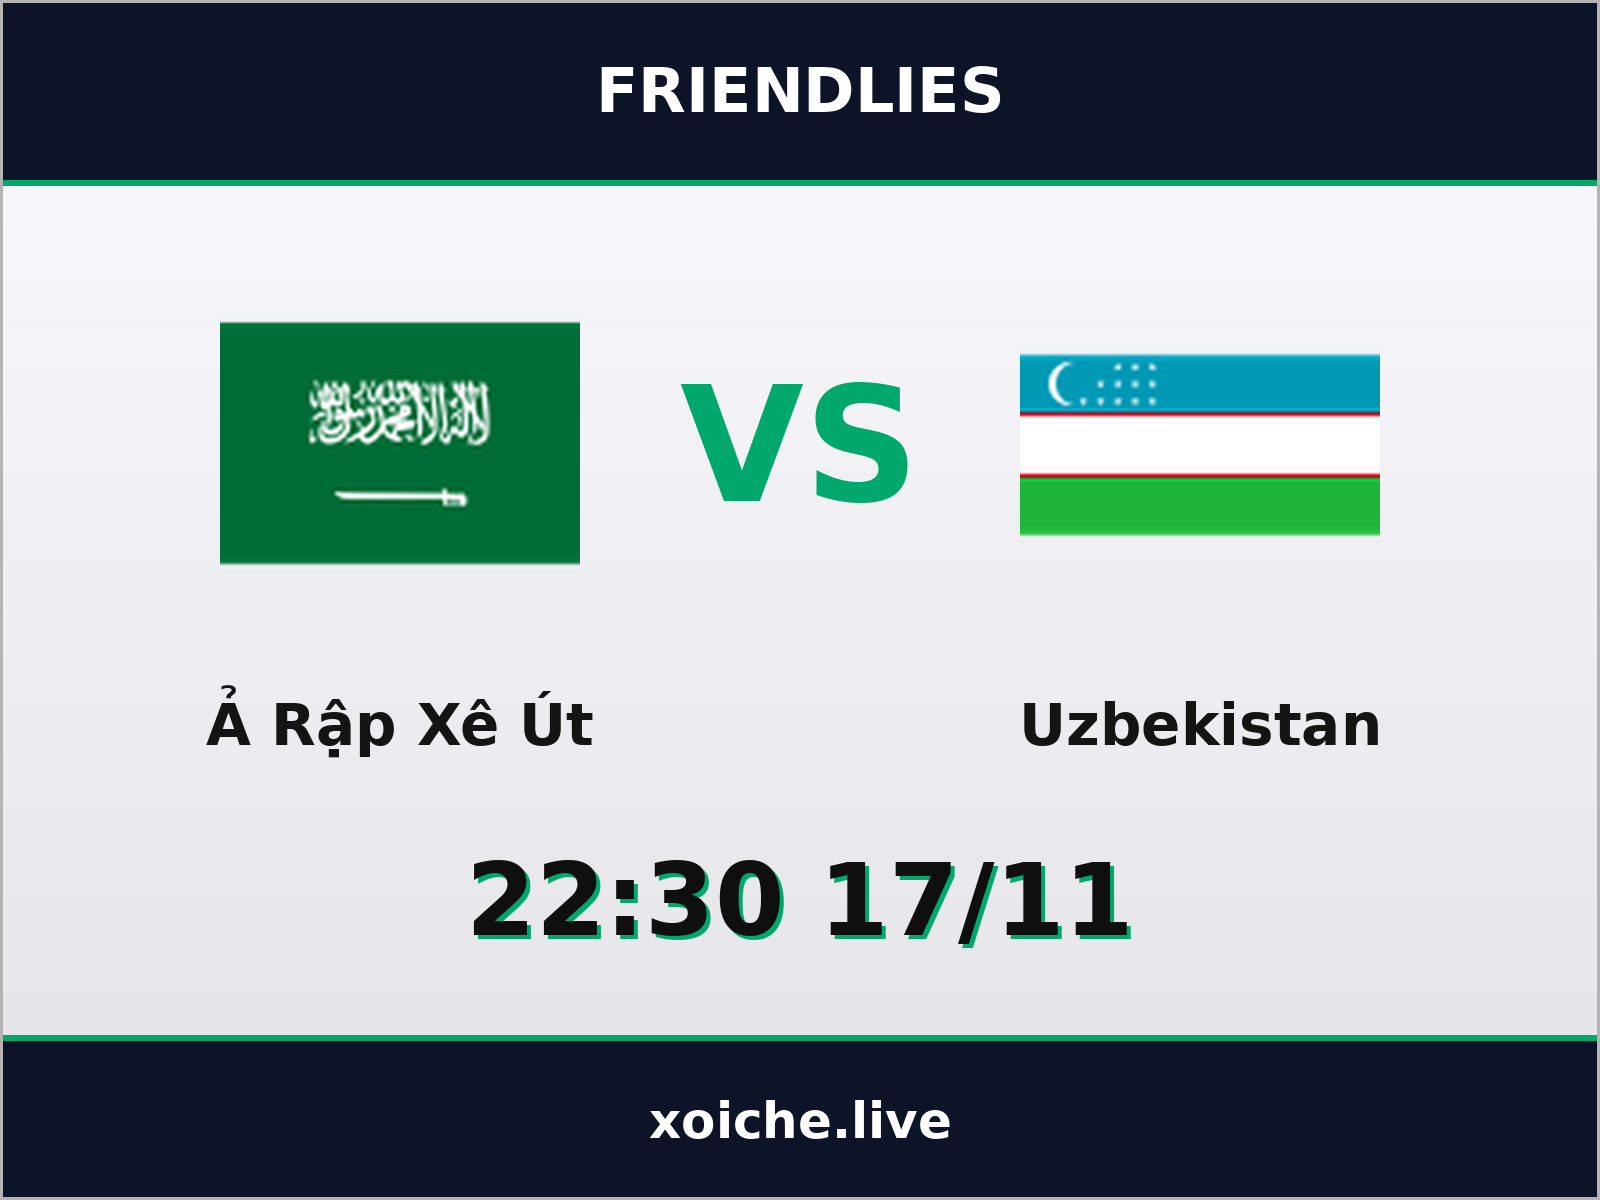 FRIENDLIES
VS
Ả Rập Xê Út
Uzbekistan
22:30 17/11
xoiche.live